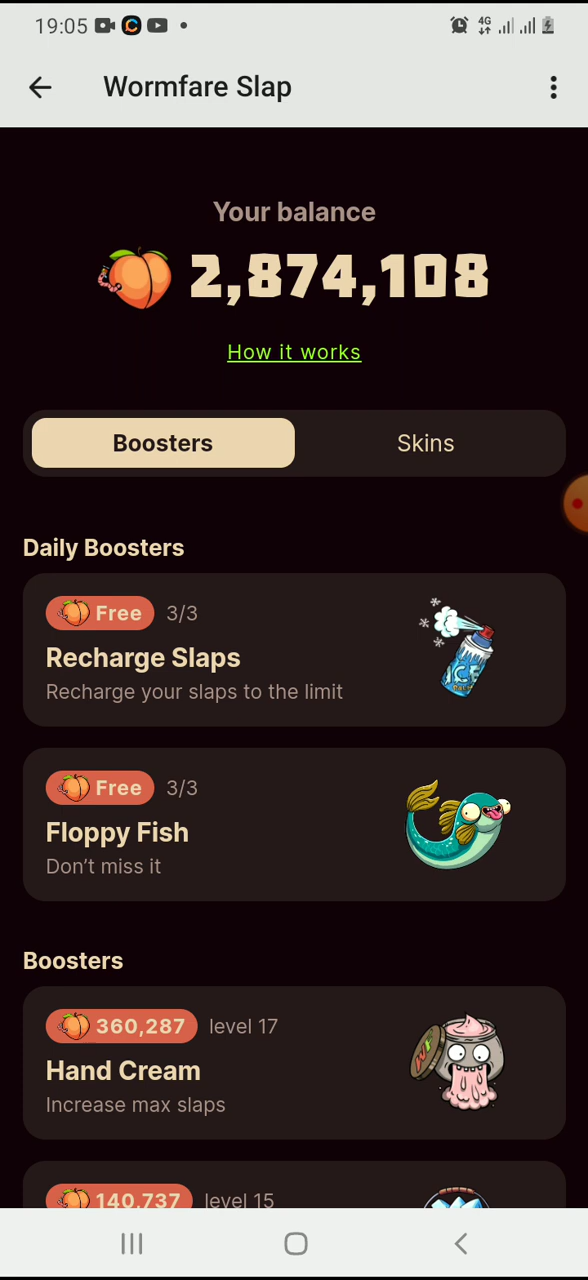 19:05
4G
Wormfare Slap
Your balance
2,874,108
How it works
Boosters
Skins
Daily Boosters
Free 3/3
Recharge Slaps
Recharge your slaps to the limit
ICE
Free 3/3
Floppy Fish
Don't miss it
Boosters
360,287 level 17
Hand Cream
Increase max slaps
140,737 level 15